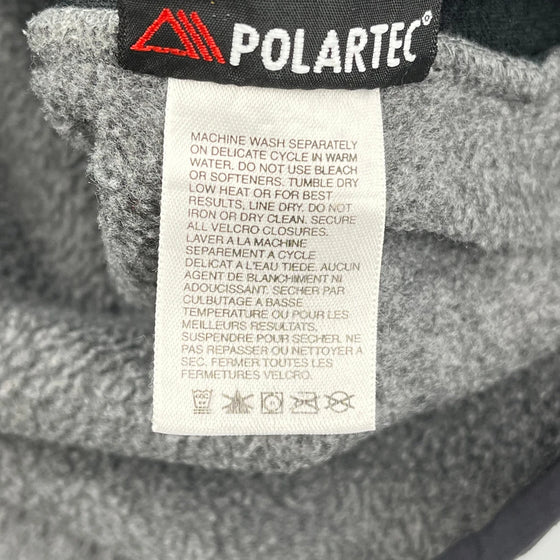 POLARTEC®
MACHINE WASH SEPARATELY
ON DELICATE CYCLE IN WARM
WATER. DO NOT USE BLEACH
OR SOFTENERS. TUMBLE DRY
LOW HEAT OR FOR BEST
RESULTS, LINE DRY. DO NOT
IRON OR DRY CLEAN. SECURE
ALL VELCRO CLOSURES.
LAVER A LA MACHINE
SEPAREMENT A CYCLE
DELICAT A L'EAU TIEDE. AUCUN
AGENT DE BLANCHIMENT NI
ADOUCISSANT. SECHER PAR
CULBUTAGE A BASSE
TEMPERATURE OU POUR LES
MEILLEURS RESULTATS,
SUSPENDRE POUR SECHER. NE
PAS REPASSER OU NETTOYER A
SEC. FERMER TOUTES LES
FERMETURES VELCRO.